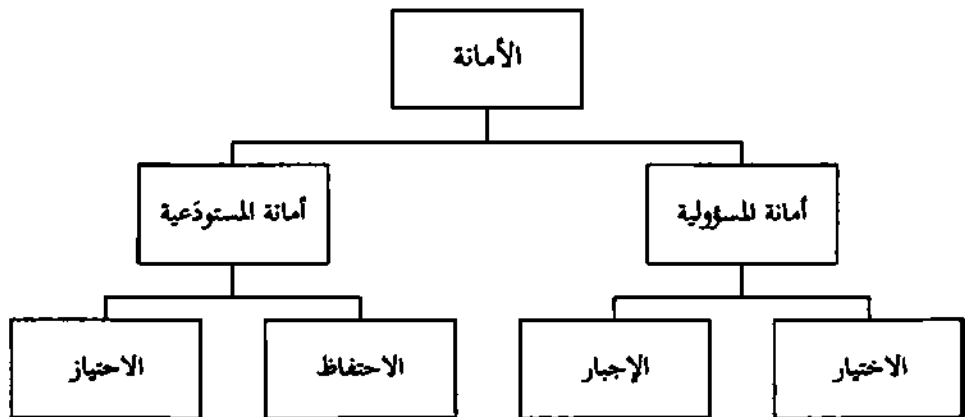 الأمانة
أمانة المسؤولية
أمانة المستودَعية
الاختيار
الإجبار
الاحتفاظ
الاحتياز